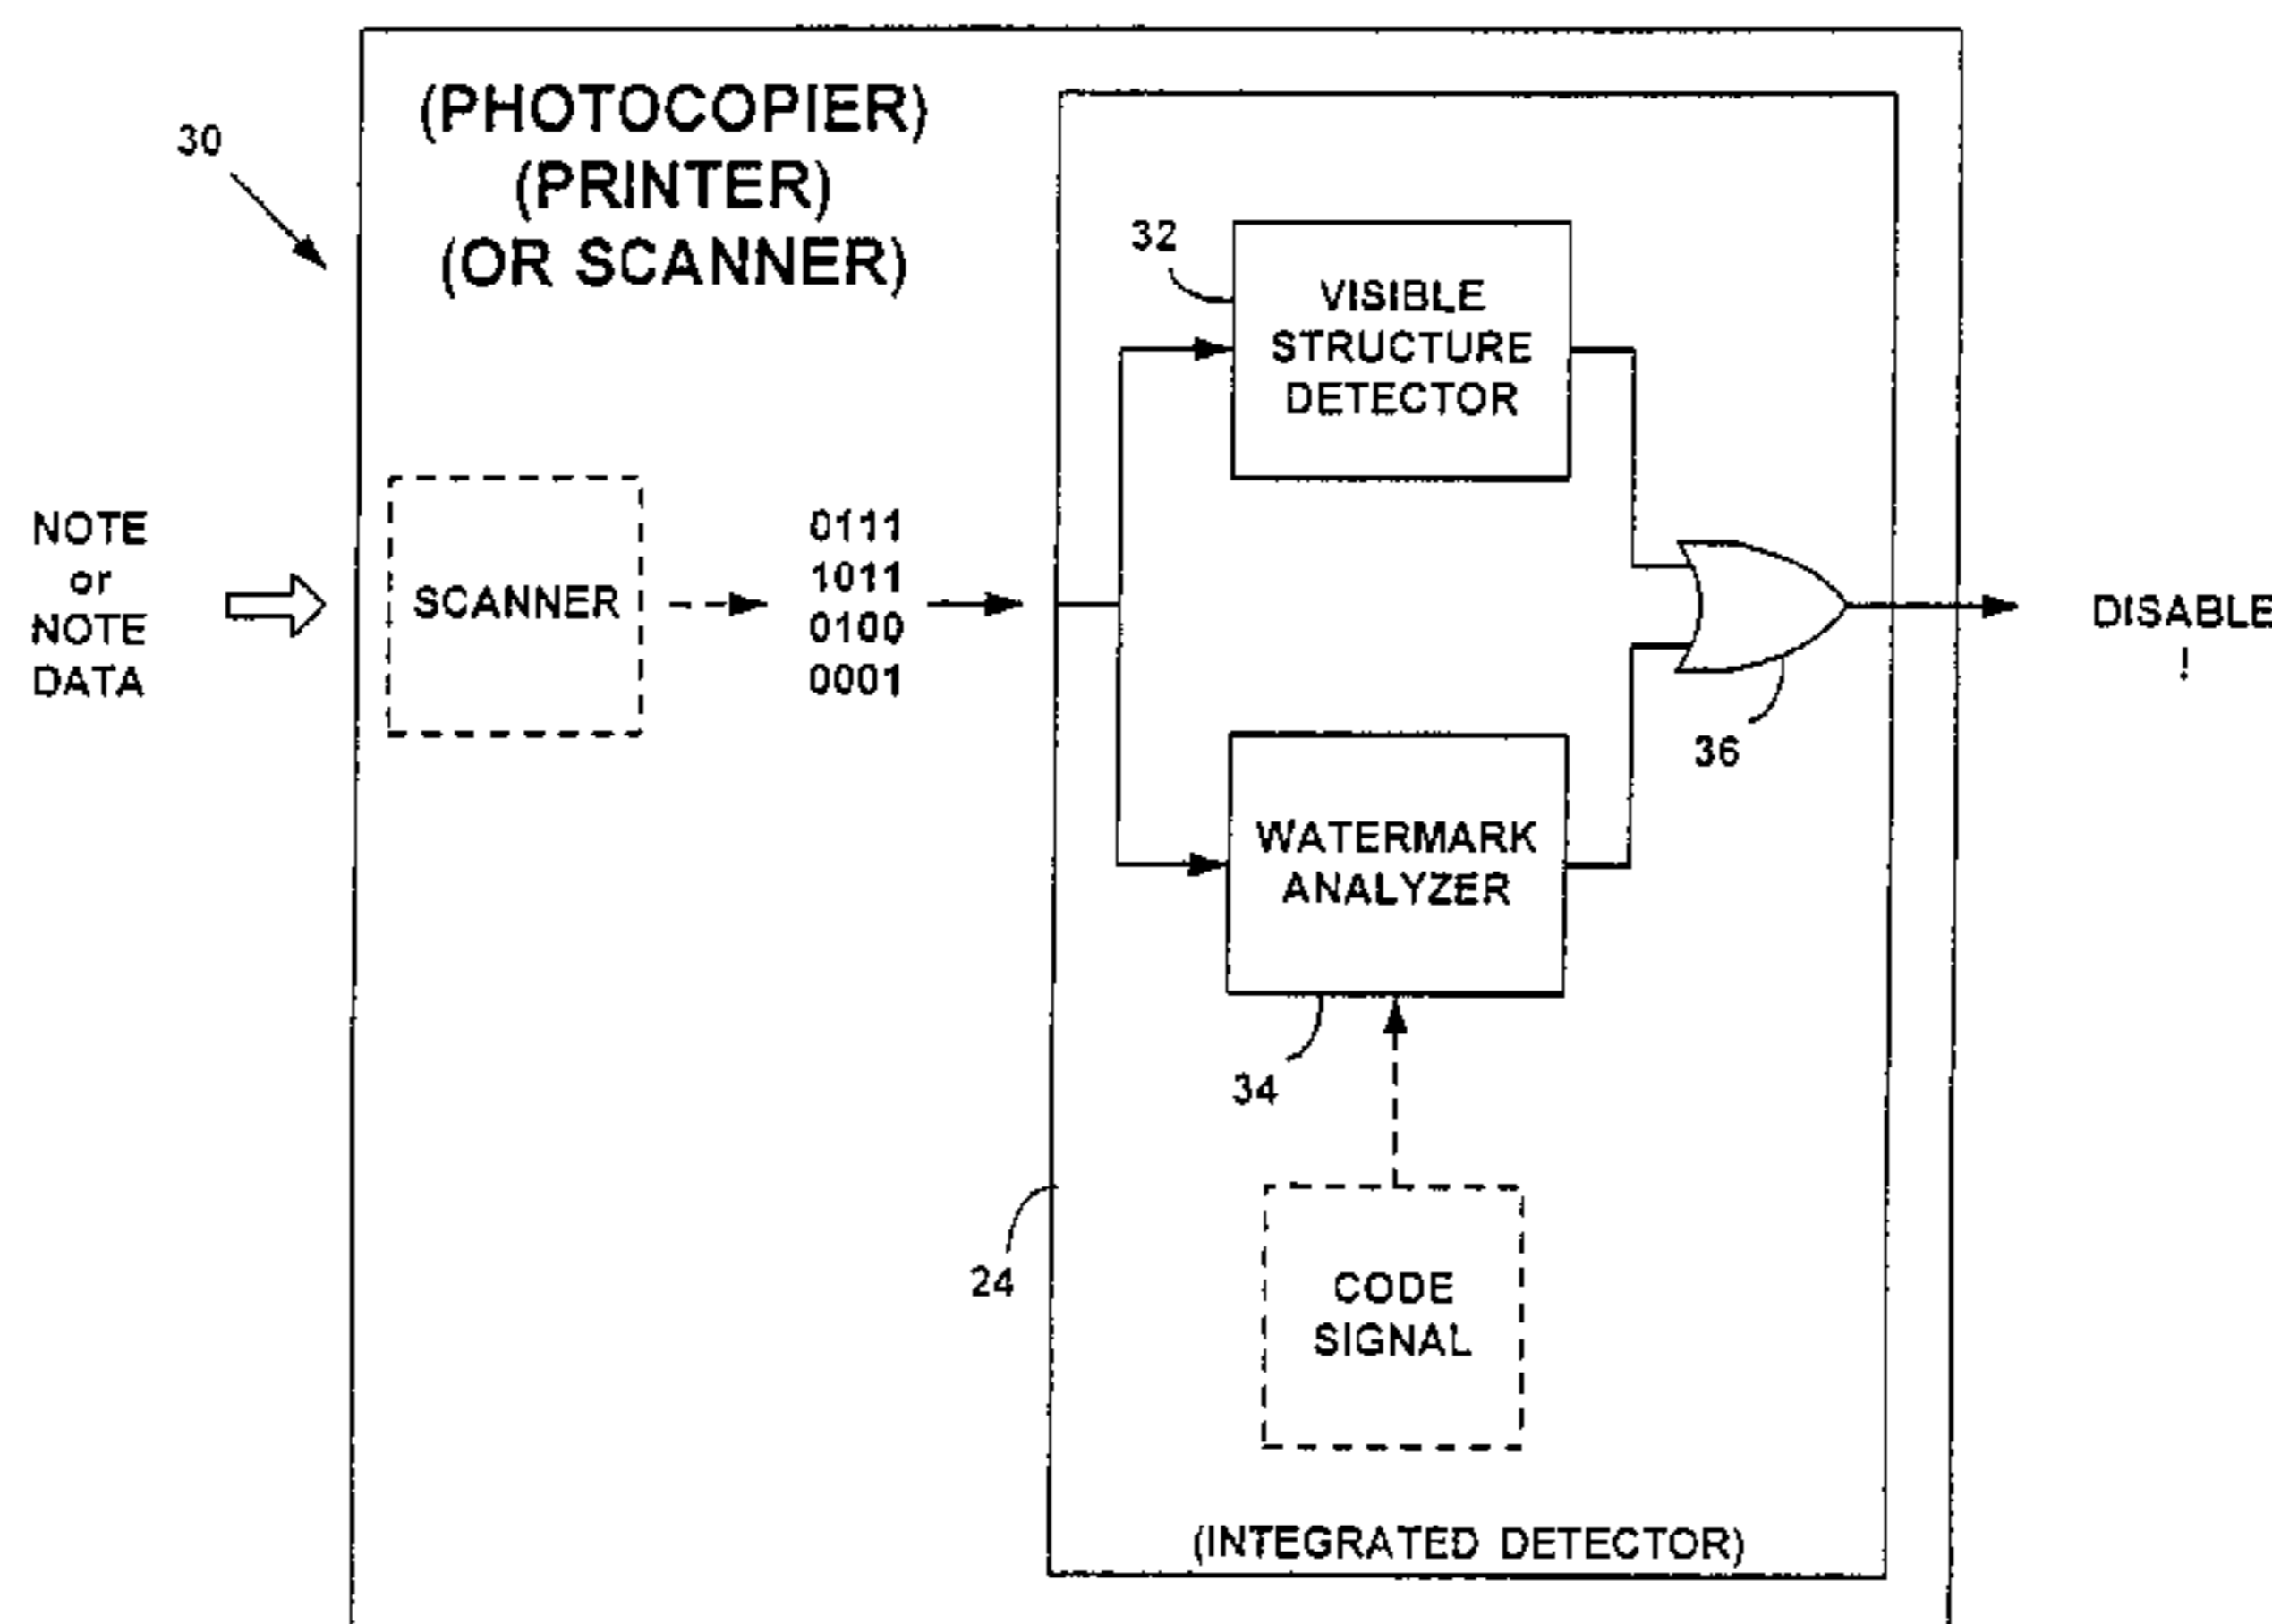 30
(PHOTOCOPIER)
(PRINTER)
(OR SCANNER)
32
VISIBLE
STRUCTURE
DETECTOR
NOTE
or
NOTE
DATA
SCANNER
0111
1011
0100
0001
DISABLE
!
36
WATERMARK
ANALYZER
34
24
CODE
SIGNAL
(INTEGRATED DETECTOR)